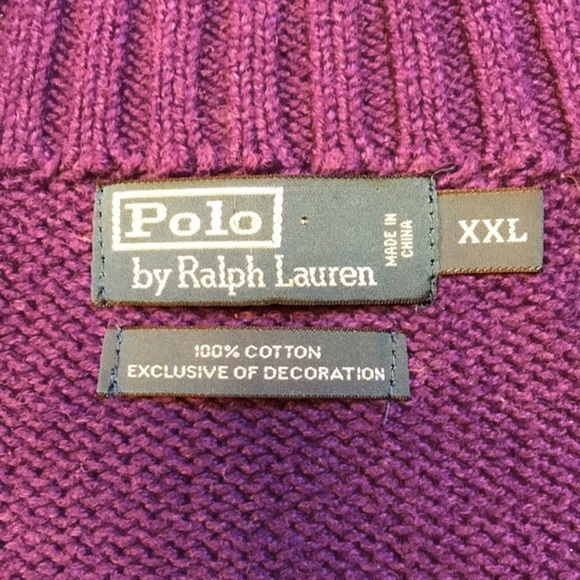 Polo
by Ralph Lauren
MADE IN
CHINA
XXL
100% COTTON
EXCLUSIVE OF DECORATION